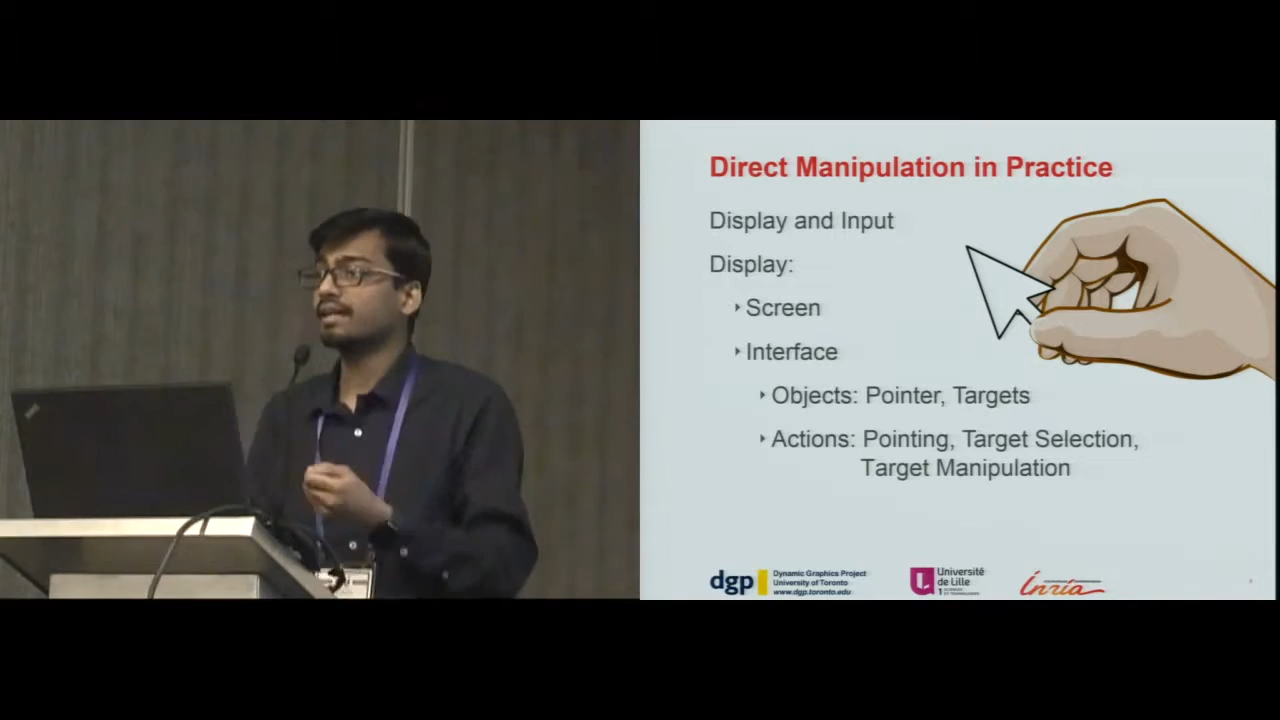 Direct Manipulation in Practice
Display and Input
Display:
Screen
Interface
Objects: Pointer, Targets
Actions: Pointing, Target Selection,
Target Manipulation
dgp
Dynamic Graphics Project
University of Toronto
www.dgp.toronto.edu
Université
de Lille
Inria